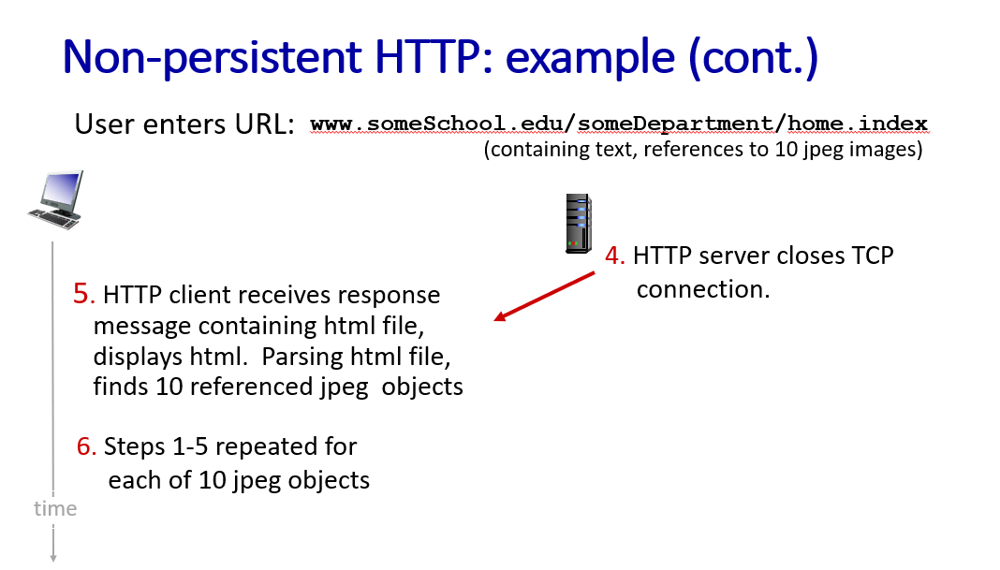 Non-persistent HTTP: example (cont.)
User enters URL: www.someSchool.edu/someDepartment/home.index
(containing text, references to 10 jpeg images)
4. HTTP server closes TCP
connection.
5. HTTP client receives response
message containing html file,
displays html.  Parsing html file,
finds 10 referenced jpeg  objects
6. Steps 1-5 repeated for
each of 10 jpeg objects
time